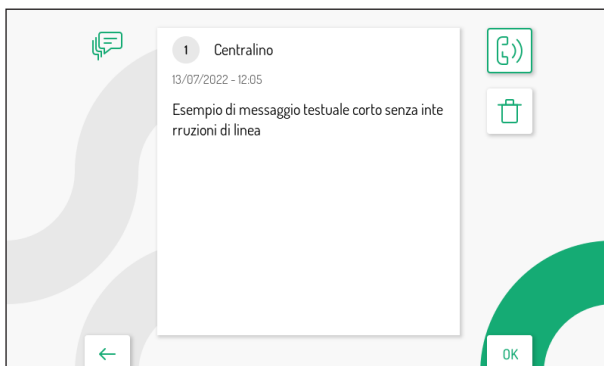 1 Centralino
13/07/2022 - 12:05
Esempio di messaggio testuale corto senza inte
rruzioni di linea
OK